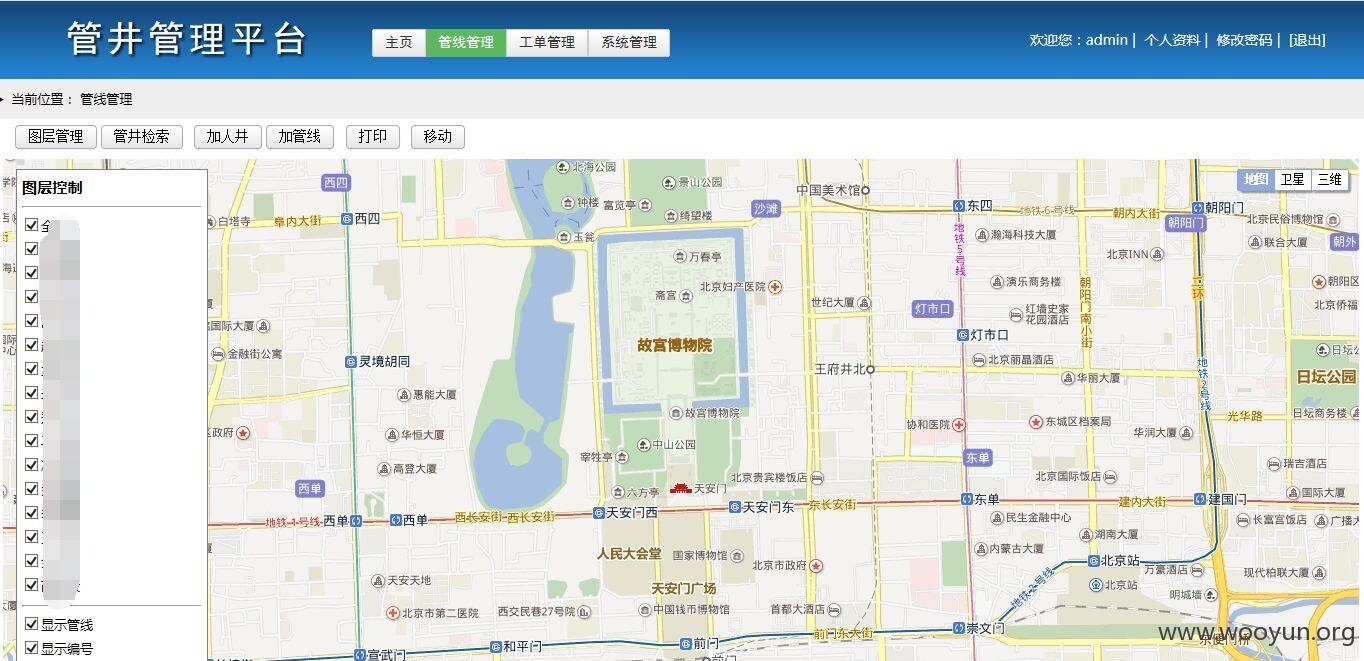 管井管理平台
主页 管线管理 工单管理 系统管理
欢迎您：admin | 个人资料 | 修改密码 | [退出]
当前位置： 管线管理
图层管理 管井检索 加人井 加管线 打印 移动
图层控制
全
显示管线
显示编号
地图 卫星 三维
北海公园
景山公园
中国美术馆
西四
钟楼 富览亭
绮望楼
沙滩
东四
地铁6号线
朝内大街
朝阳门
白塔寺
阜内大街
西四
朝阳门
北京民俗博物馆
玉瓮
瀚海科技大厦
联合大厦
朝外
万春亭
北京INN
地铁5号线
斋宫
北京妇产医院
演乐商务楼
朝阳区
二环
世纪大厦
灯市口
红墙史家
花园酒店
朝阳门南小街
北京侨福
国际大厦
灯市口
故宫博物院
金融街公寓
灵境胡同
北京丽晶酒店
日坛公
王府井北
华丽大厦
日坛公园
地铁2号线
惠能大厦
故宫博物院
光华路
日坛商务楼
区政府
华恒大厦
中山公园
协和医院
东城区档案局
华润大厦
宰牲亭
东单
高登大厦
北京贵宾楼饭店
北京国际饭店
瑞吉酒店
西单
六方亭
天安门
国际大厦
地铁1号线 西单
西单
西长安街 西长安街
天安门西
天安门东
东长安街
东单
建内大街
建国门
民生金融中心
长富宫饭店
广播大
湖南大厦
人民大会堂
国家博物馆
内蒙古大厦
北京市政府
北京站
万豪酒店
现代柏联大厦
天安天地
天安门广场
地铁2号线
北京站
明城墙
北京市第二医院
西交民巷27号院
中国钱币博物馆
首都大酒店
崇文门
前门东大街
和平门
前门
宣武门
前门
东便门桥
www.wooyun.org